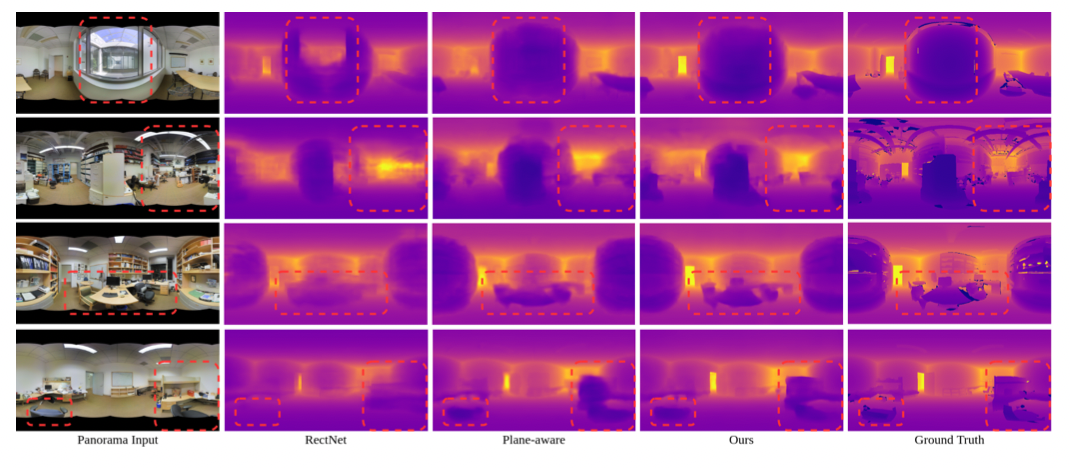 Panorama Input
RectNet
Plane-aware
Ours
Ground Truth